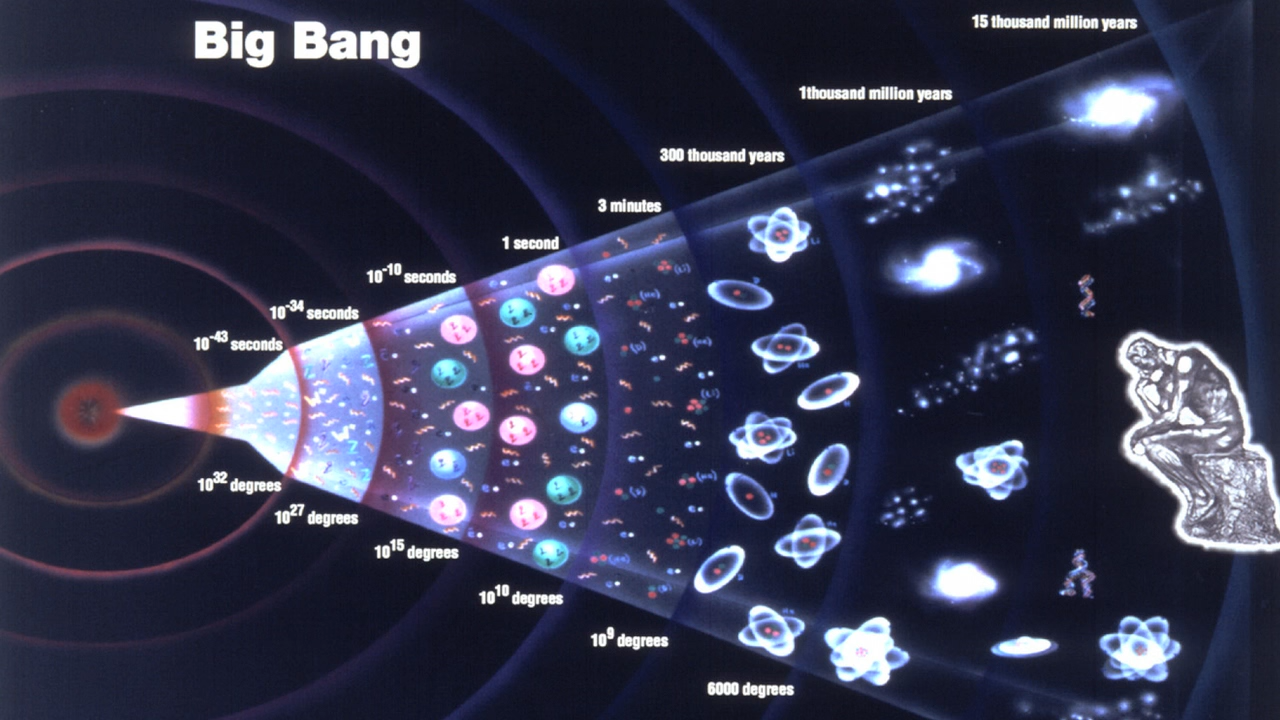 Big Bang
15 thousand million years
1thousand million years
300 thousand years
3 minutes
1 second
10⁻¹⁰ seconds
10⁻³⁴ seconds
10⁻⁴³ seconds
10³² degrees
10²⁷ degrees
10¹⁵ degrees
10¹⁰ degrees
10⁹ degrees
6000 degrees